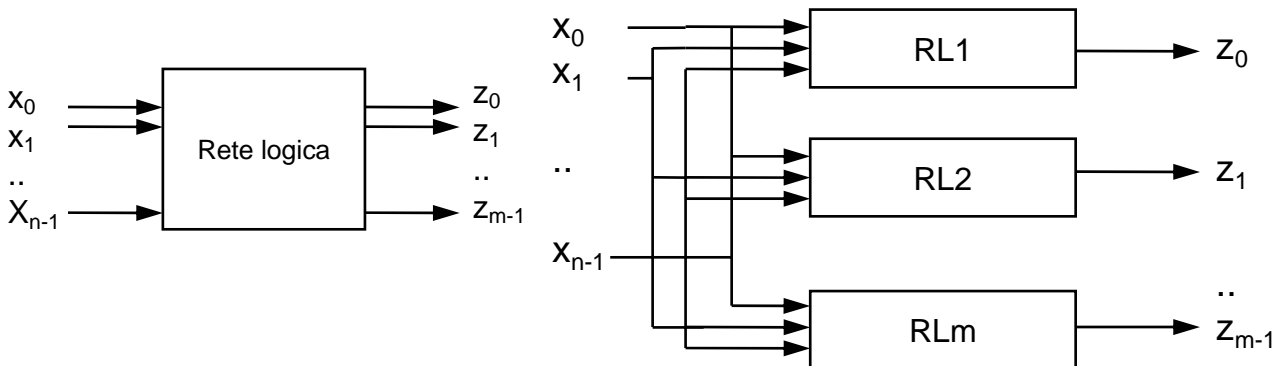 x0
x1
..
Xn-1
Rete logica
z0
z1
..
zm-1
x0
x1
..
xn-1
RL1
z0
RL2
z1
RLm
..
zm-1